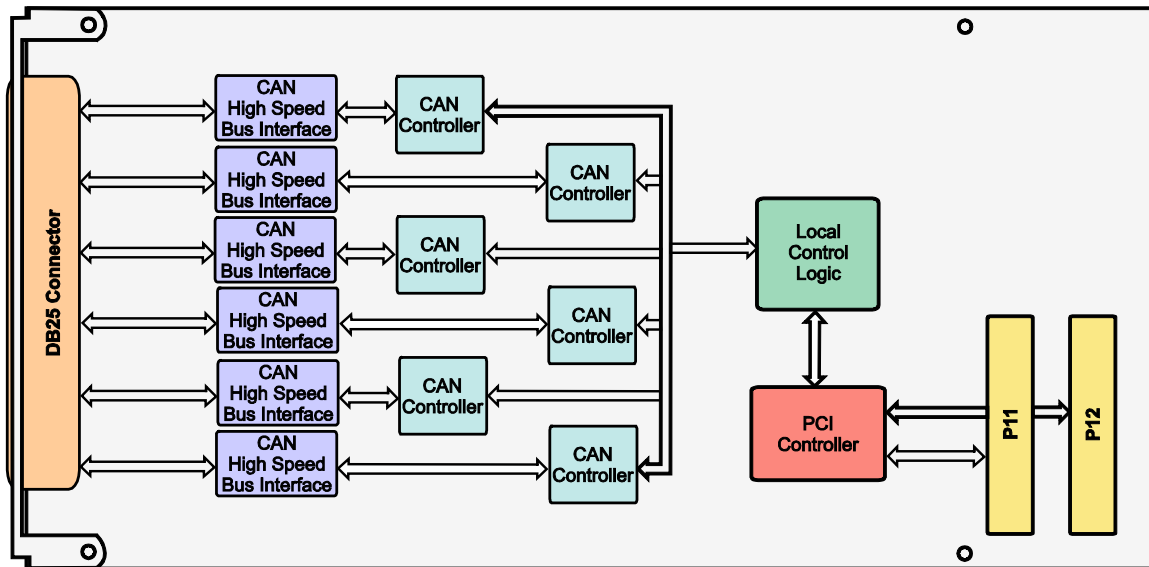 DB25 Connector
CAN
High Speed
Bus Interface
CAN
Controller
CAN
High Speed
Bus Interface
CAN
Controller
CAN
High Speed
Bus Interface
CAN
Controller
CAN
High Speed
Bus Interface
CAN
Controller
CAN
High Speed
Bus Interface
CAN
Controller
CAN
High Speed
Bus Interface
CAN
Controller
Local
Control
Logic
PCI
Controller
P11
P12